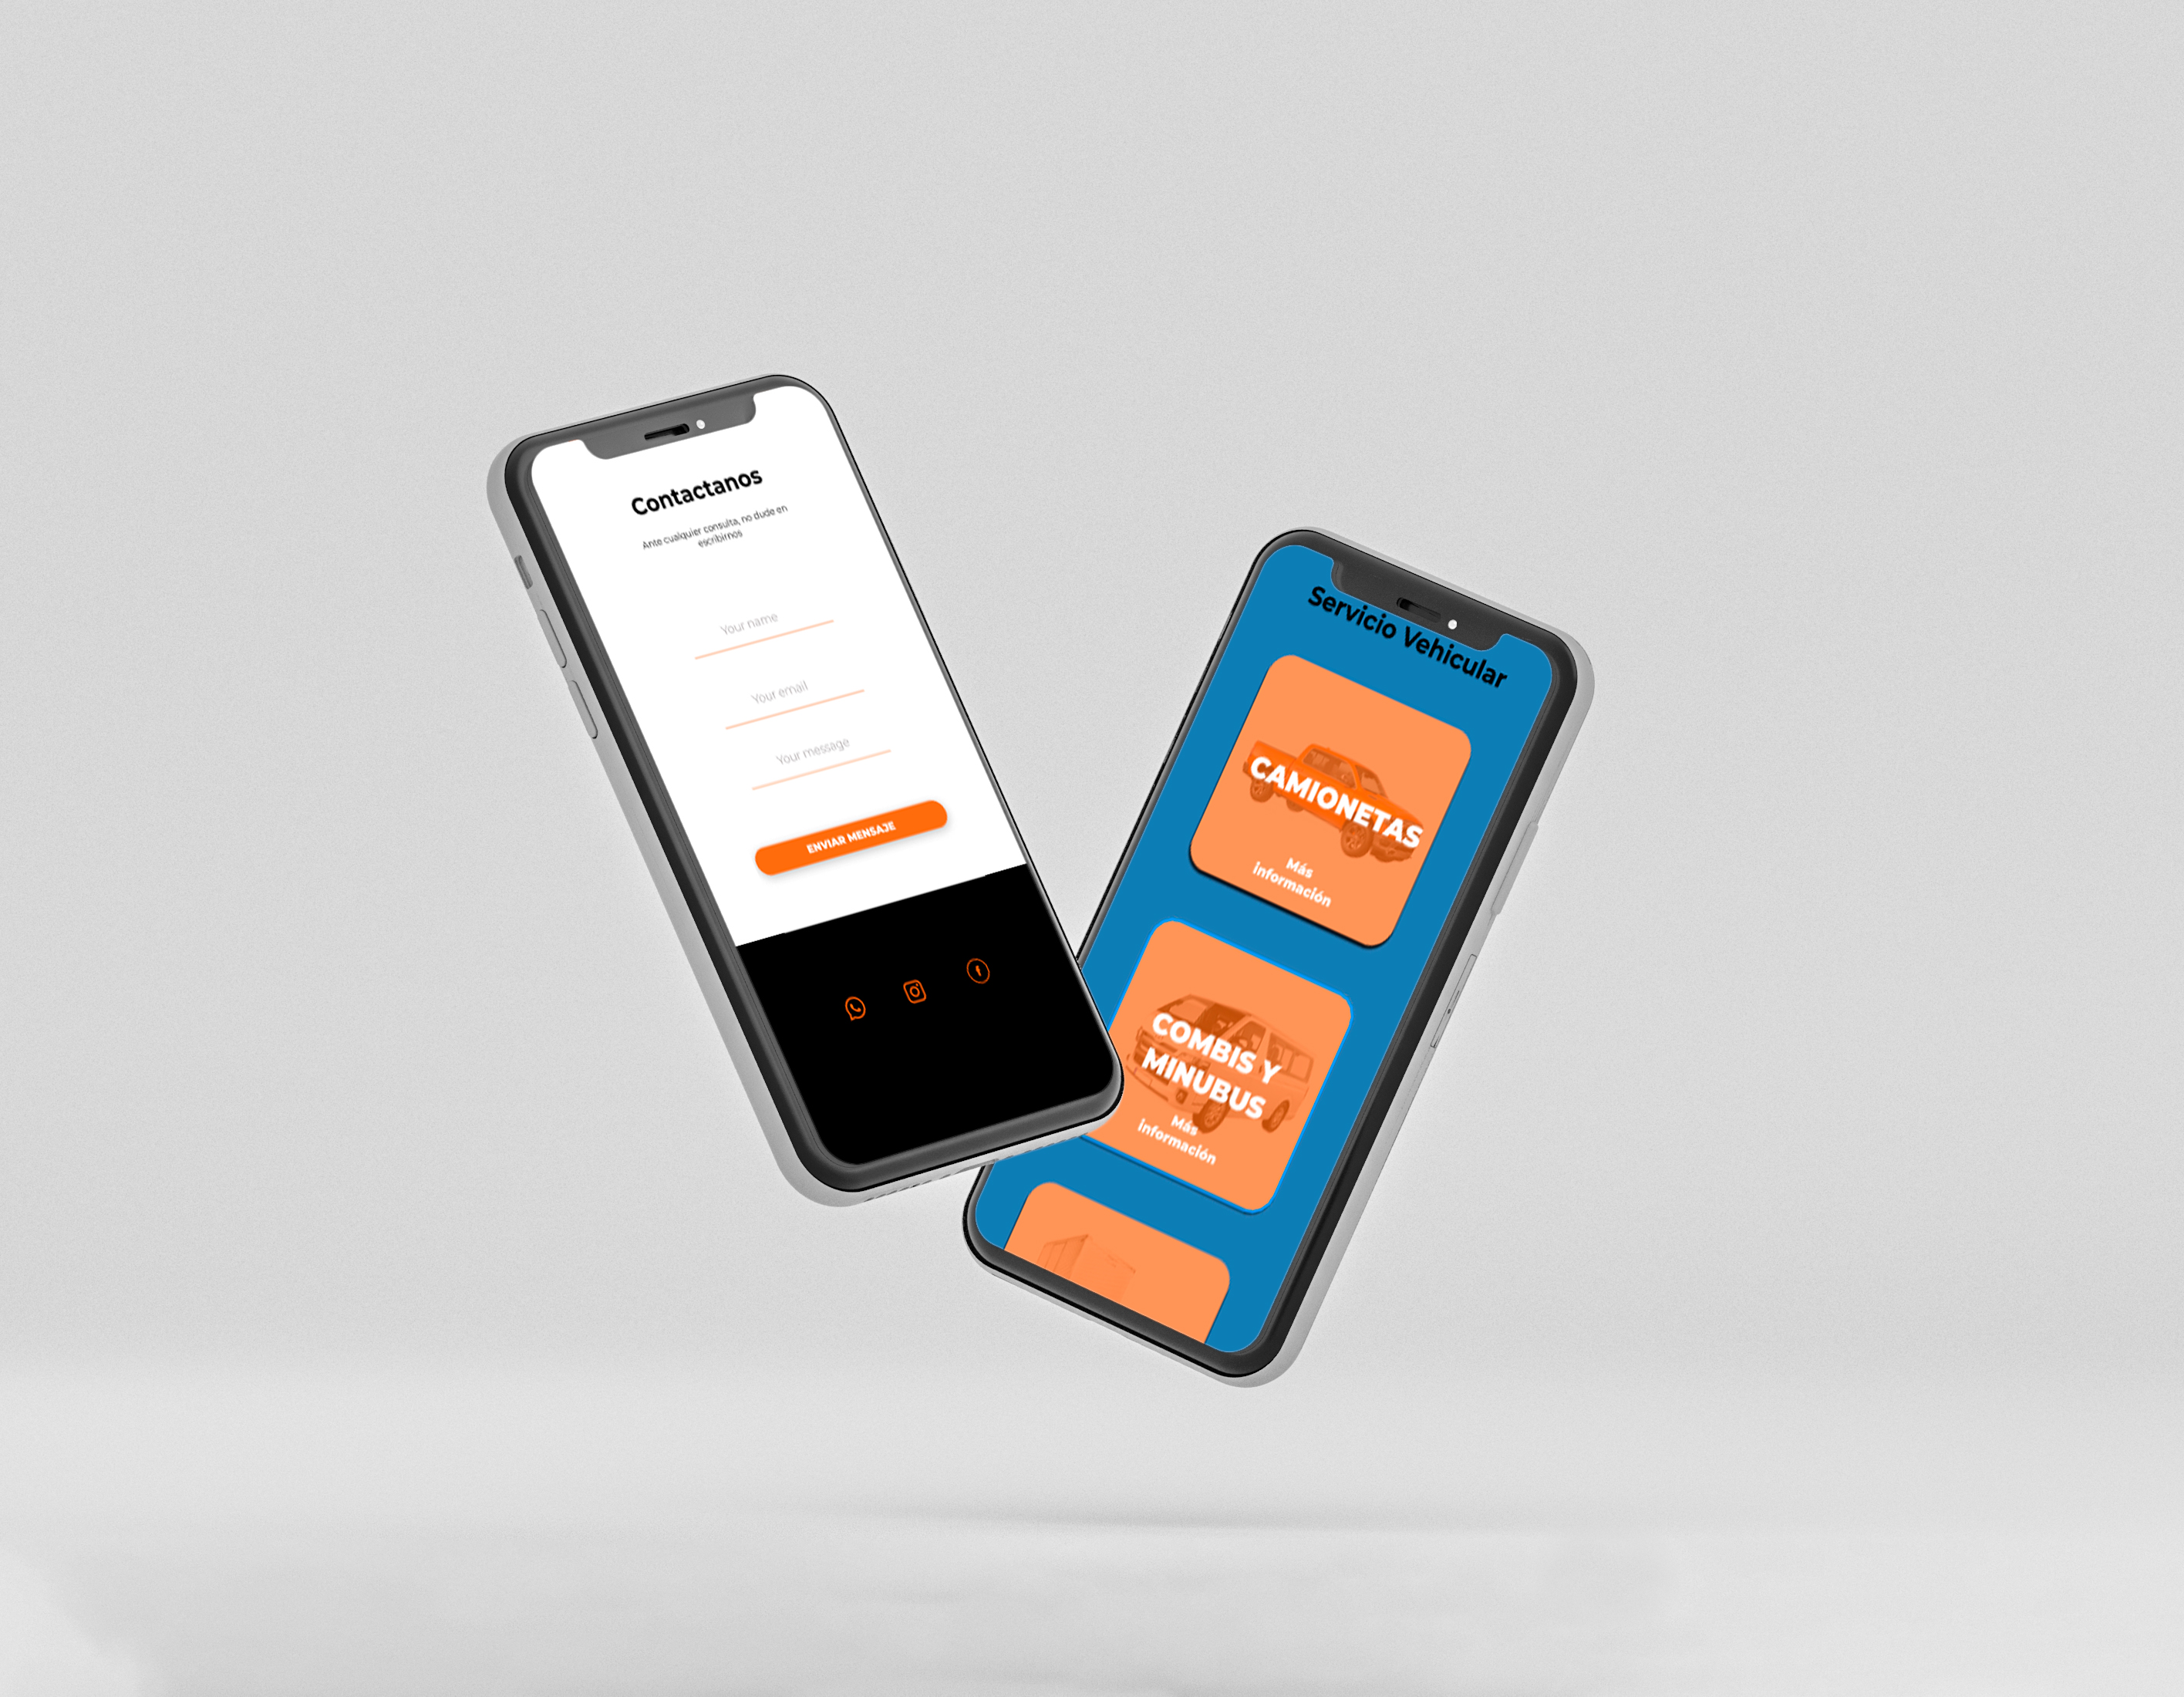 Contactanos
Ante cualquier consulta, no dude en
escribirnos
Your name
Your email
Your message
ENVIAR MENSAJE
Servicio Vehicular
CAMIONETAS
Más
información
COMBIS Y
MINUBUS
Más
información